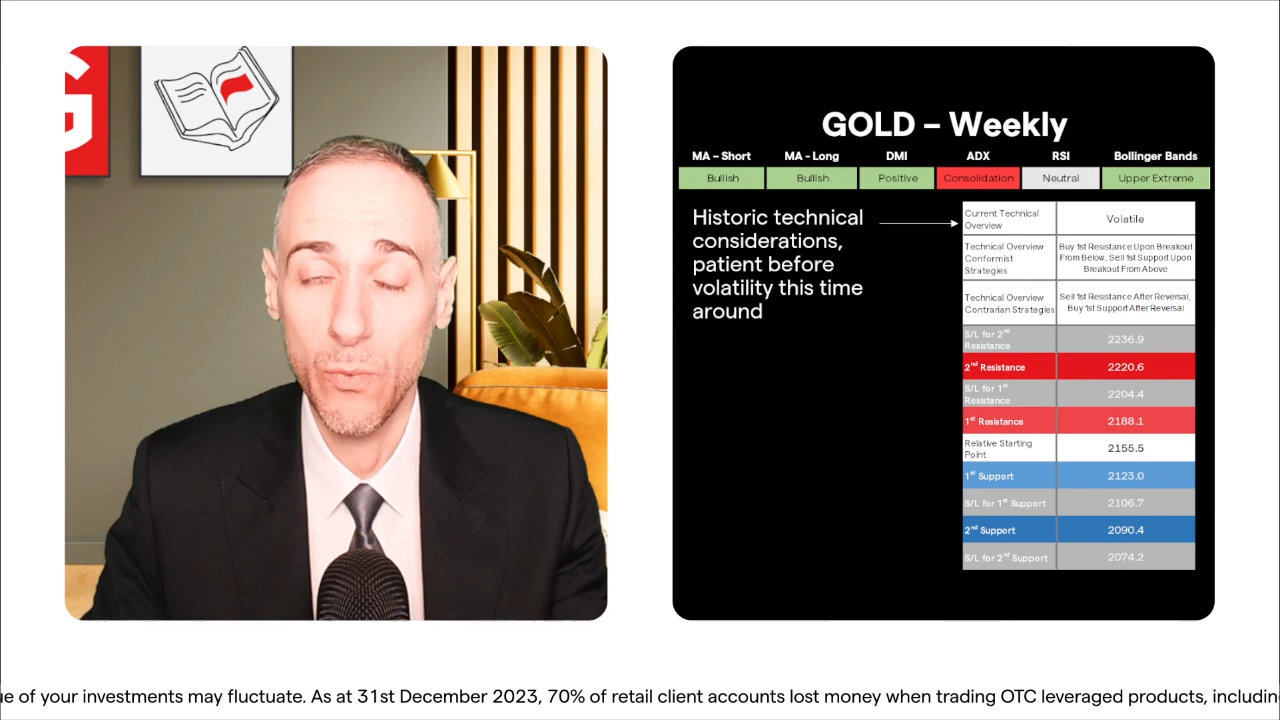 G
GOLD – Weekly
MA – Short MA - Long DMI ADX RSI Bollinger Bands
Bullish Bullish Positive Consolidation Neutral Upper Extreme
Historic technical
considerations,
patient before
volatility this time
around
Current Technical
Overview
Volatile
Technical Overview
Conformist
Strategies
Buy 1st Resistance Upon Breakout
From Below, Sell 1st Support Upon
Breakout From Above
Technical Overview
Contrarian Strategies
Sell 1st Resistance After Reversal,
Buy 1st Support After Reversal
S/L for 2nd
Resistance
2236.9
2nd Resistance 2220.6
S/L for 1st
Resistance
2204.4
1st Resistance 2188.1
Relative Starting
Point
2155.5
1st Support 2123.0
S/L for 1st Support 2106.7
2nd Support 2090.4
S/L for 2nd Support 2074.2
ue of your investments may fluctuate. As at 31st December 2023, 70% of retail client accounts lost money when trading OTC leveraged products, includin